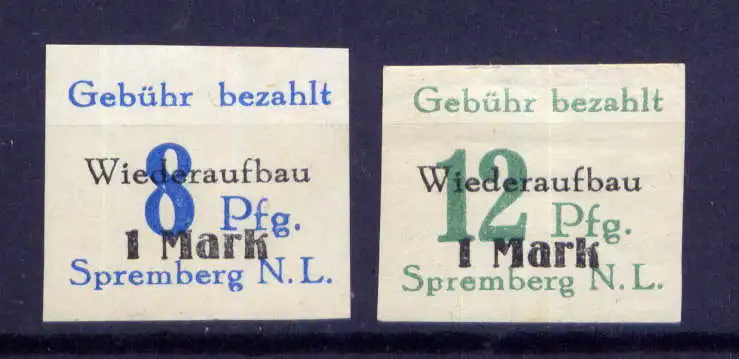 Gebühr bezahlt
Wiederaufbau
8 Pfg.
1 Mark
Spremberg N.L.
Gebühr bezahlt
Wiederaufbau
12 Pfg.
1 Mark
Spremberg N.L.